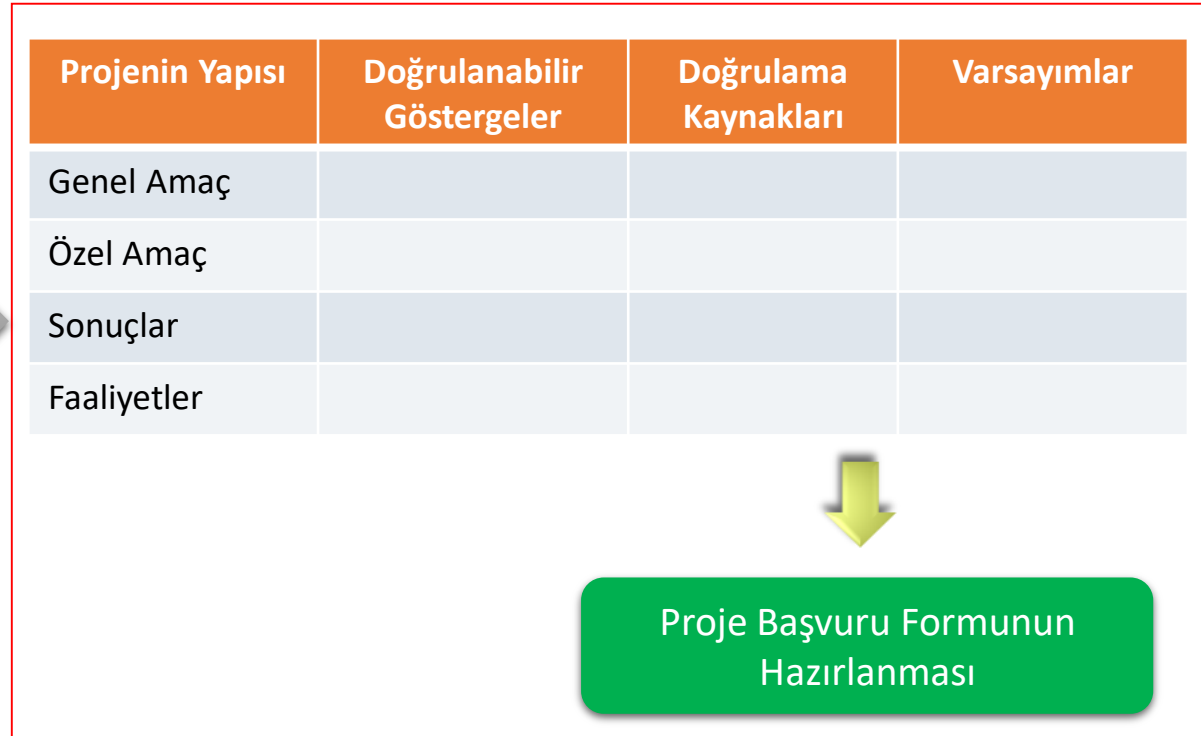 Projenin Yapısı
Doğrulanabilir
Göstergeler
Doğrulama
Kaynakları
Varsayımlar
Genel Amaç
Özel Amaç
Sonuçlar
Faaliyetler
Proje Başvuru Formunun
Hazırlanması